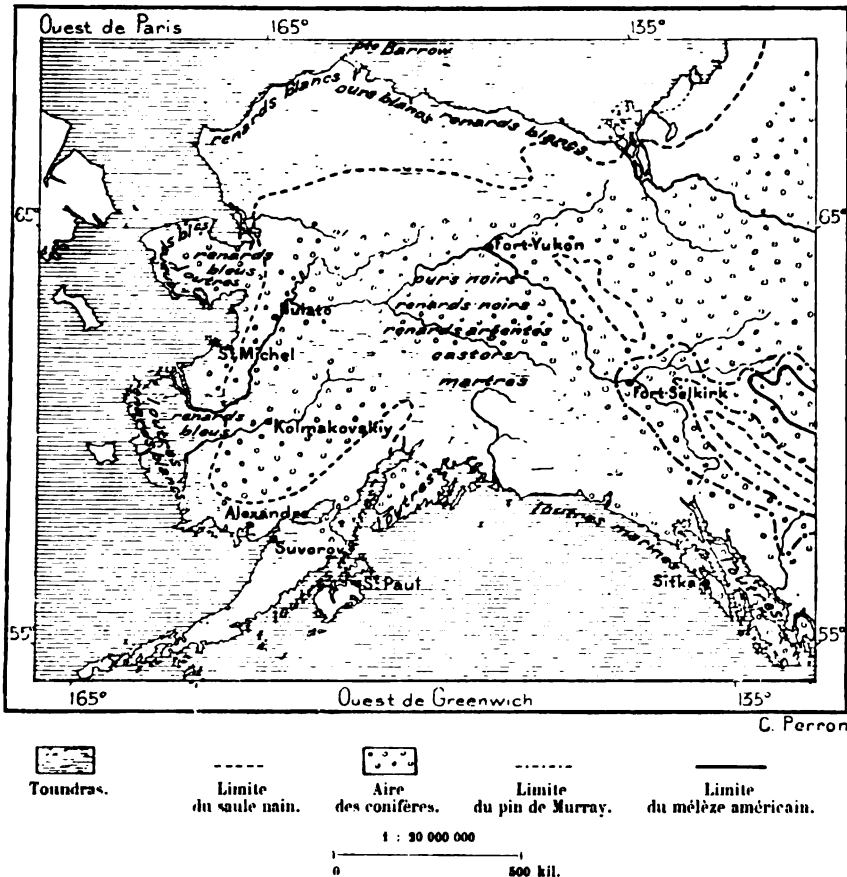 Ouest de Paris
165°
135°
pte Barrow
renards blancs
ours blancs
renards blancs
65°
65°
renards
bleus
loutres
Fort-Yukon
ours noirs
renards noirs
renards argentés
castors
martres
Nulato
St Michel
Fort-Selkirk
renards
bleus
Kolmakovskiy
loutres
Alexandre
Suvorov
loutres
St Paul
loutres marines
Sitka
55°
55°
165°
Ouest de Greenwich
135°
C. Perron
Toundras.
Limite
du saule nain.
Aire
des conifères.
Limite
du pin de Murray.
Limite
du mélèze américain.
1 : 20 000 000
0
500 kil.